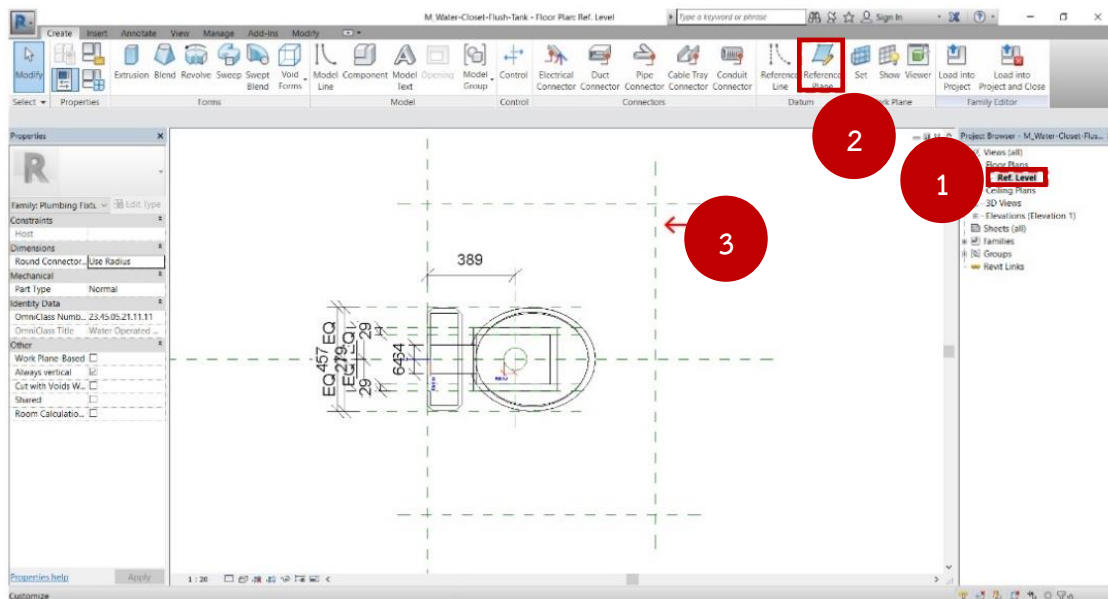 M_Water-Closet-Flush-Tank - Floor Plan: Ref. Level
Type a keyword or phrase
Sign In
Create Insert Annotate View Manage Add-Ins Modify
Modify Extrusion Blend Revolve Sweep Swept Blend Void Forms Model Line Component Model Text Opening Model Group Control Electrical Connector Duct Connector Pipe Connector Cable Tray Connector Conduit Connector Reference Line Reference Plane Set Show Viewer Load into Project Load into Project and Close
Select Properties Forms Model Control Connectors Datum Work Plane Family Editor
2
Properties
R
Family: Plumbing Fixtu Edit Type
Constraints
Host
Dimensions
Round Connector... Use Radius
Mechanical
Part Type Normal
Identity Data
OmniClass Numb... 23.45.05.21.11.11
OmniClass Title Water Operated ...
Other
Work Plane-Based
Always vertical
Cut with Voids W...
Shared
Room Calculatio...
Properties help
Apply
389
EQ
EQ
457
EQ
EQ
279
29
29
64
64
3
1 : 20
Project Browser - M_Water-Closet-Flus...
Views (all)
Floor Plans
1
Ref. Level
Ceiling Plans
3D Views
Elevations (Elevation 1)
Sheets (all)
Families
Groups
Revit Links
Customize